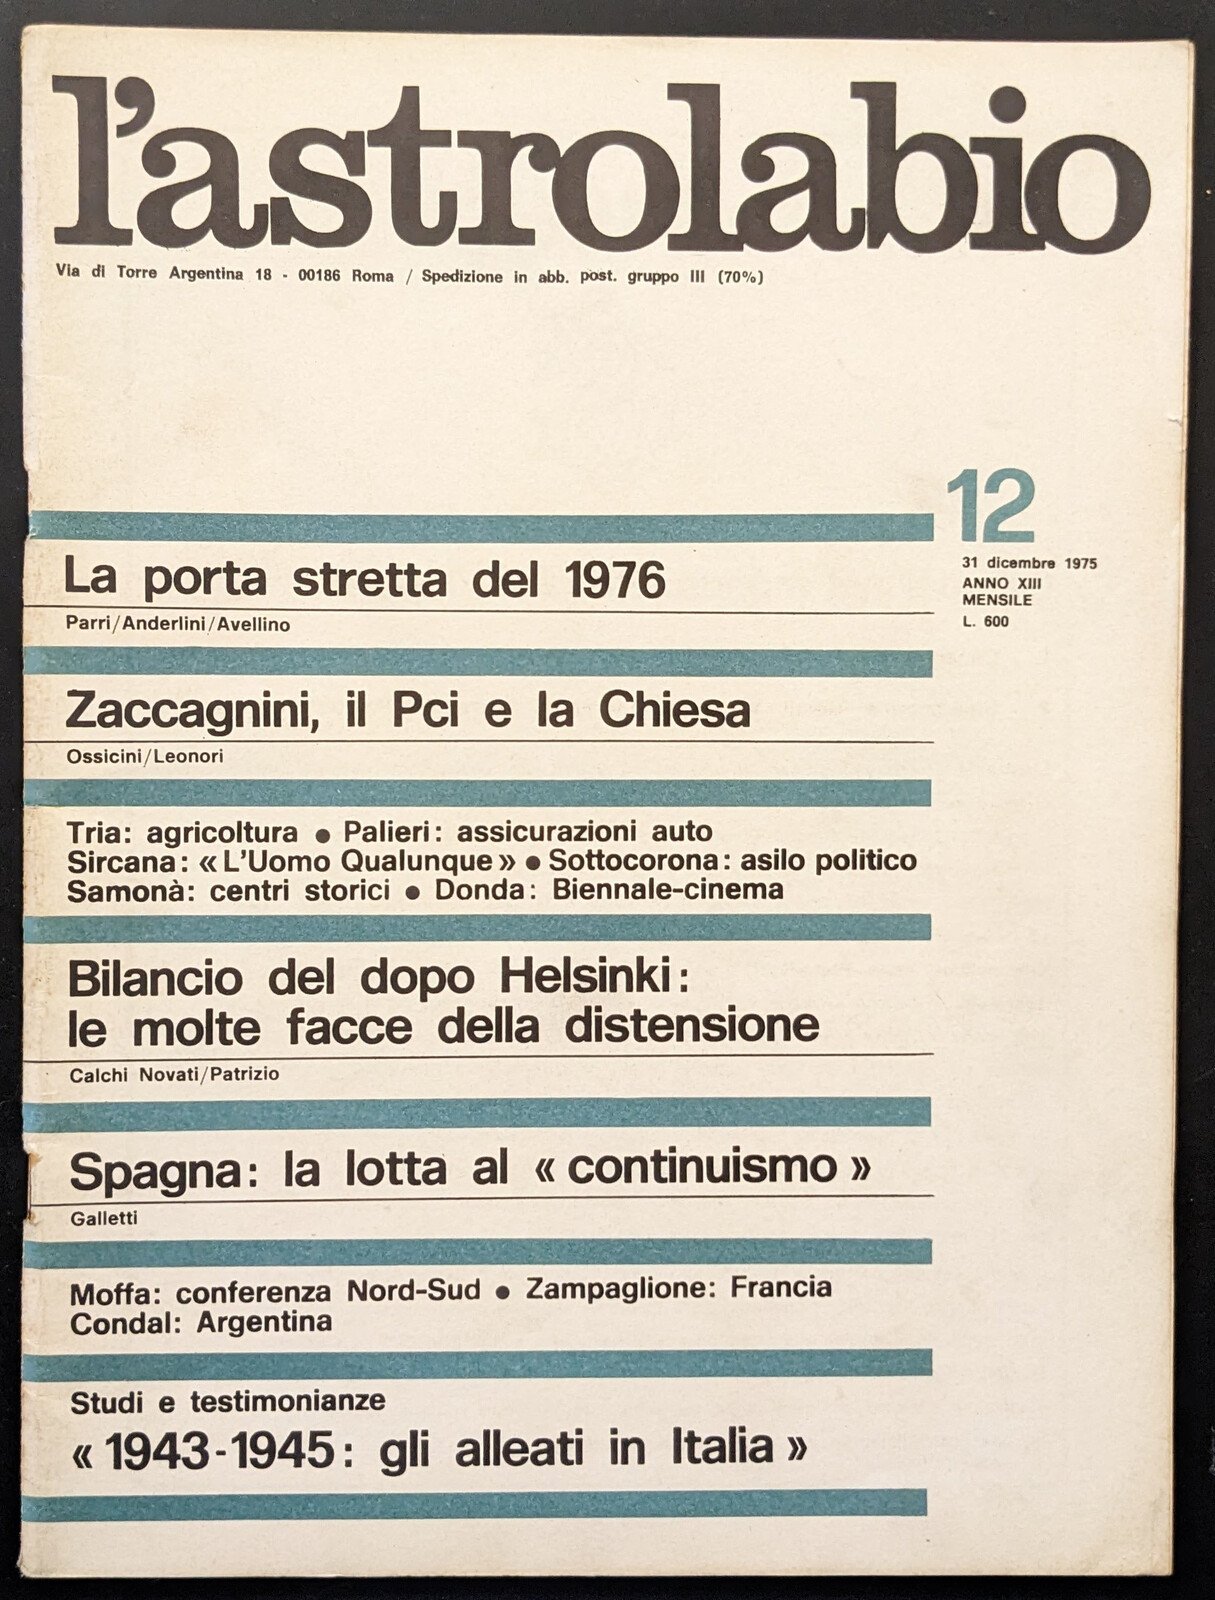 l'astrolabio
Via di Torre Argentina 18 - 00186 Roma / Spedizione in abb. post. gruppo III (70%)
12
31 dicembre 1975
ANNO XIII
MENSILE
L. 600
La porta stretta del 1976
Parri/Anderlini/Avellino
Zaccagnini, il Pci e la Chiesa
Ossicini/Leonori
Tria: agricoltura ● Palieri: assicurazioni auto
Sircana: « L'Uomo Qualunque » ● Sottocorona: asilo politico
Samonà: centri storici ● Donda: Biennale-cinema
Bilancio del dopo Helsinki:
le molte facce della distensione
Calchi Novati/Patrizio
Spagna: la lotta al « continuismo »
Galletti
Moffa: conferenza Nord-Sud ● Zampaglione: Francia
Condal: Argentina
Studi e testimonianze
« 1943-1945: gli alleati in Italia »